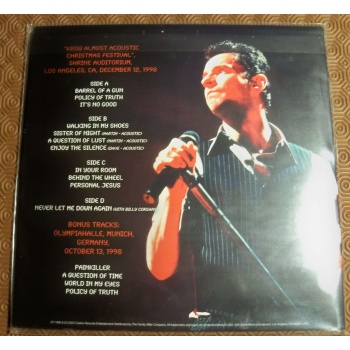 "KROQ ALMOST ACOUSTIC
CHRISTMAS FESTIVAL",
SHRINE AUDITORIUM,
LOS ANGELES, CA, DECEMBER 12, 1998
SIDE A
BARREL OF A GUN
POLICY OF TRUTH
IT'S NO GOOD
SIDE B
WALKING IN MY SHOES
SISTER OF NIGHT (MARTIN - ACOUSTIC)
A QUESTION OF LUST (MARTIN - ACOUSTIC)
ENJOY THE SILENCE (DAVE - ACOUSTIC)
SIDE C
IN YOUR ROOM
BEHIND THE WHEEL
PERSONAL JESUS
SIDE D
NEVER LET ME DOWN AGAIN (WITH BILLY CORGAN)
BONUS TRACKS:
OLYMPIAHALLE, MUNICH,
GERMANY,
OCTOBER 13, 1998
PAINKILLER
A QUESTION OF TIME
WORLD IN MY EYES
POLICY OF TRUTH